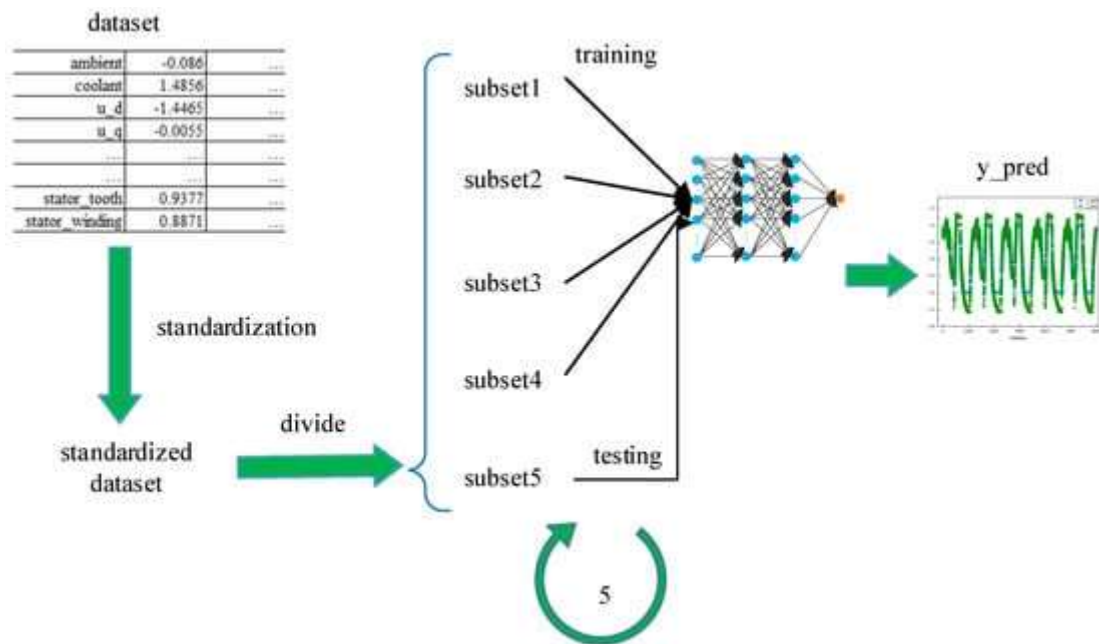 dataset
ambient -0.086 ...
coolant 1.4856 ...
u_d -1.4465 ...
u_q -0.0055 ...
... ... ...
... ... ...
stator_tooth 0.9377 ...
stator_winding 0.8871 ...
standardization
standardized
dataset
divide
training
subset1
subset2
subset3
subset4
testing
subset5
5
y_pred